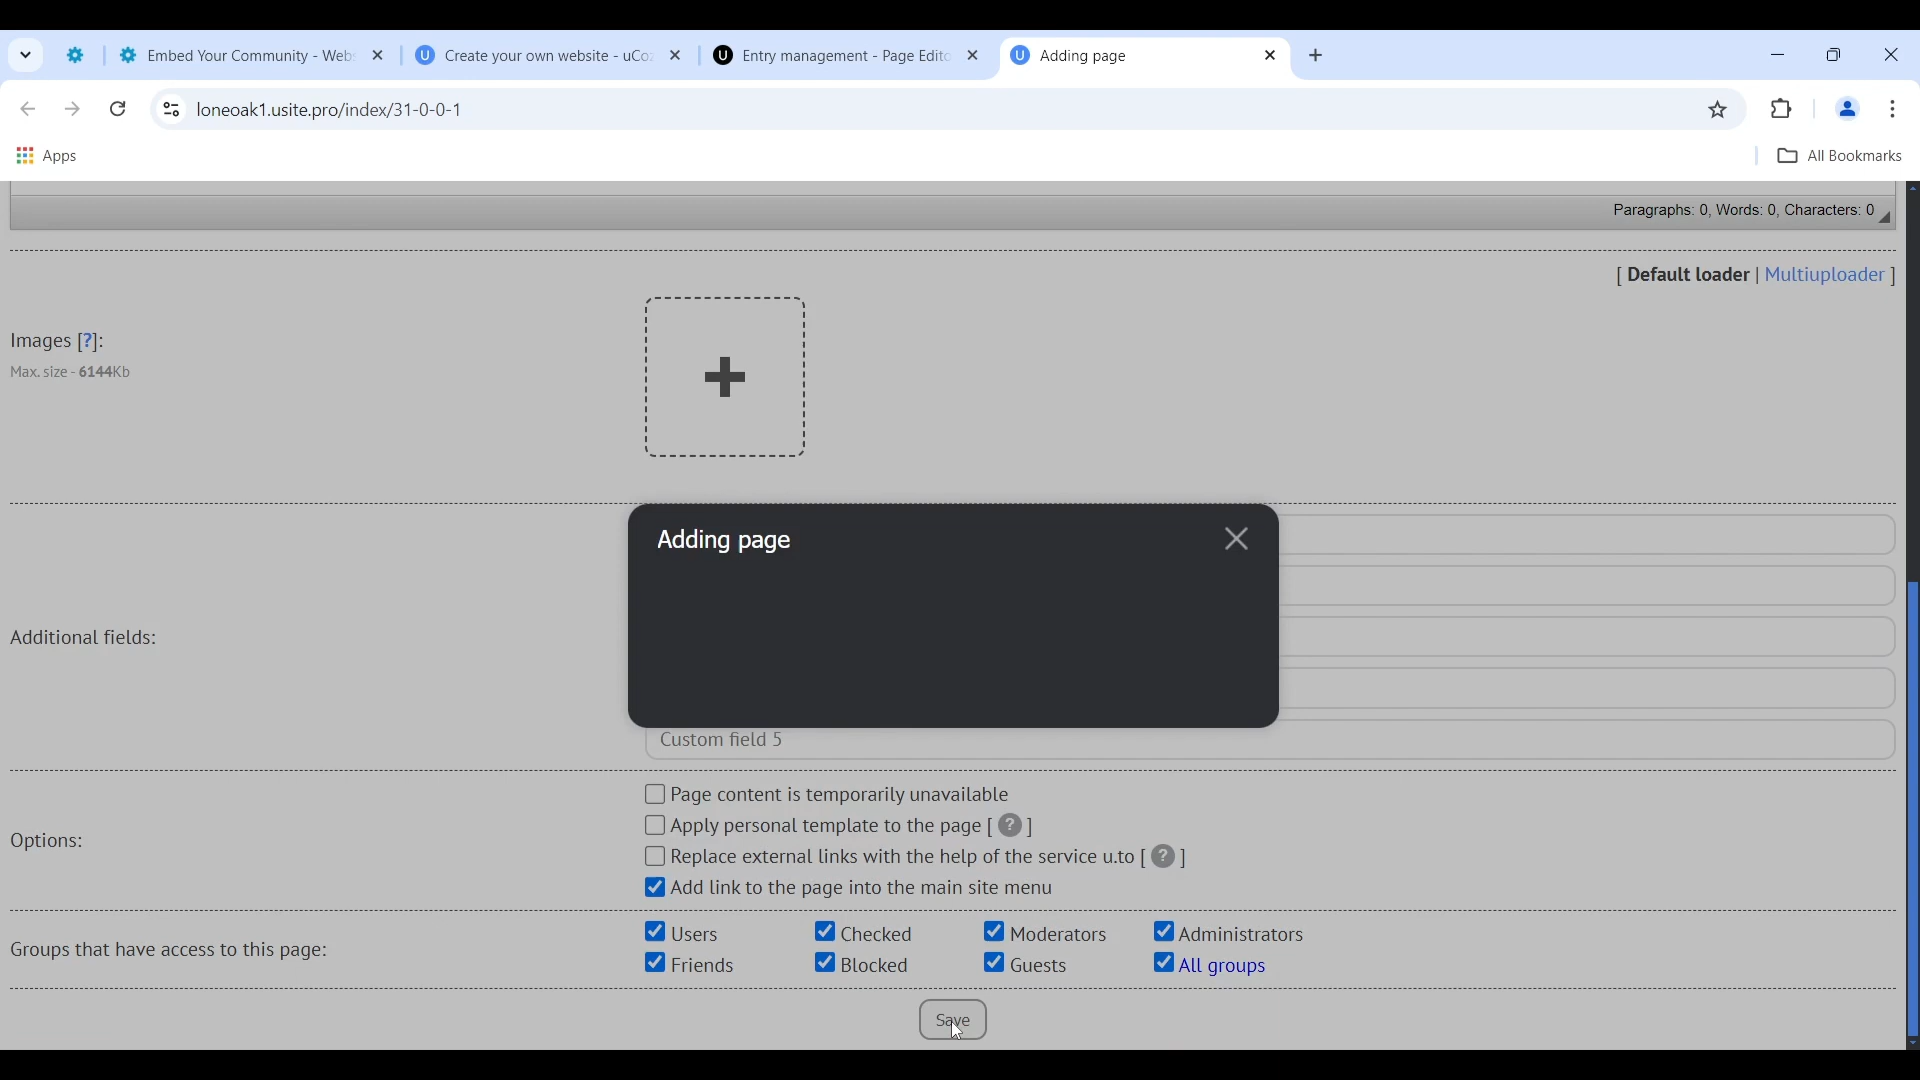 Embed Your Community - Web
Create your own website - uCo
Entry management - Page Edito
Adding page
loneoak1.usite.pro/index/31-0-0-1
Apps
All Bookmarks
Paragraphs: 0, Words: 0, Characters: 0
[ Default loader | Multiuploader ]
Images [?]:
Max. size - 6144Kb
Adding page
Additional fields:
Custom field 5
Options:
Page content is temporarily unavailable
Apply personal template to the page [ ? ]
Replace external links with the help of the service u.to [ ? ]
Add link to the page into the main site menu
Groups that have access to this page:
Users Checked Moderators Administrators
Friends Blocked Guests All groups
Save